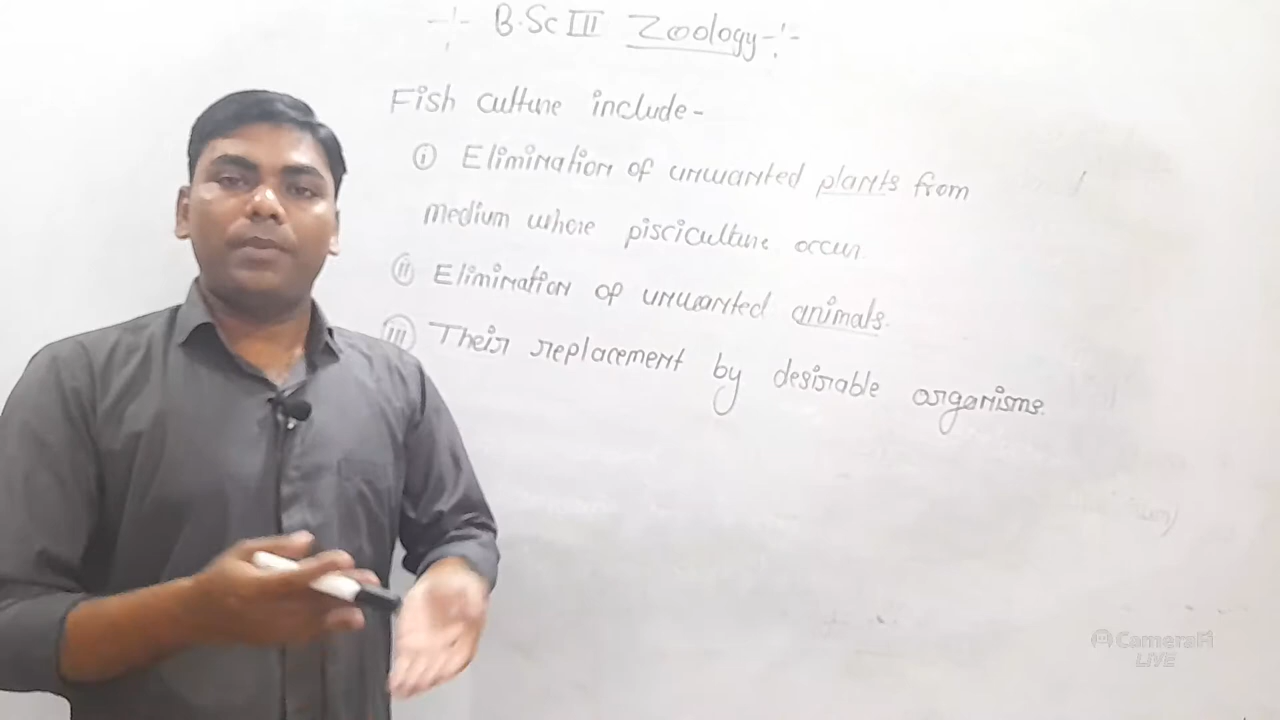 -:- B.Sc III Zoology -:-
Fish culture include -
(i) Elimination of unwanted plants from
medium where pisciculture occur.
(ii) Elimination of unwanted animals.
(iii) Their replacement by desirable organisms.
CameraFi
LIVE